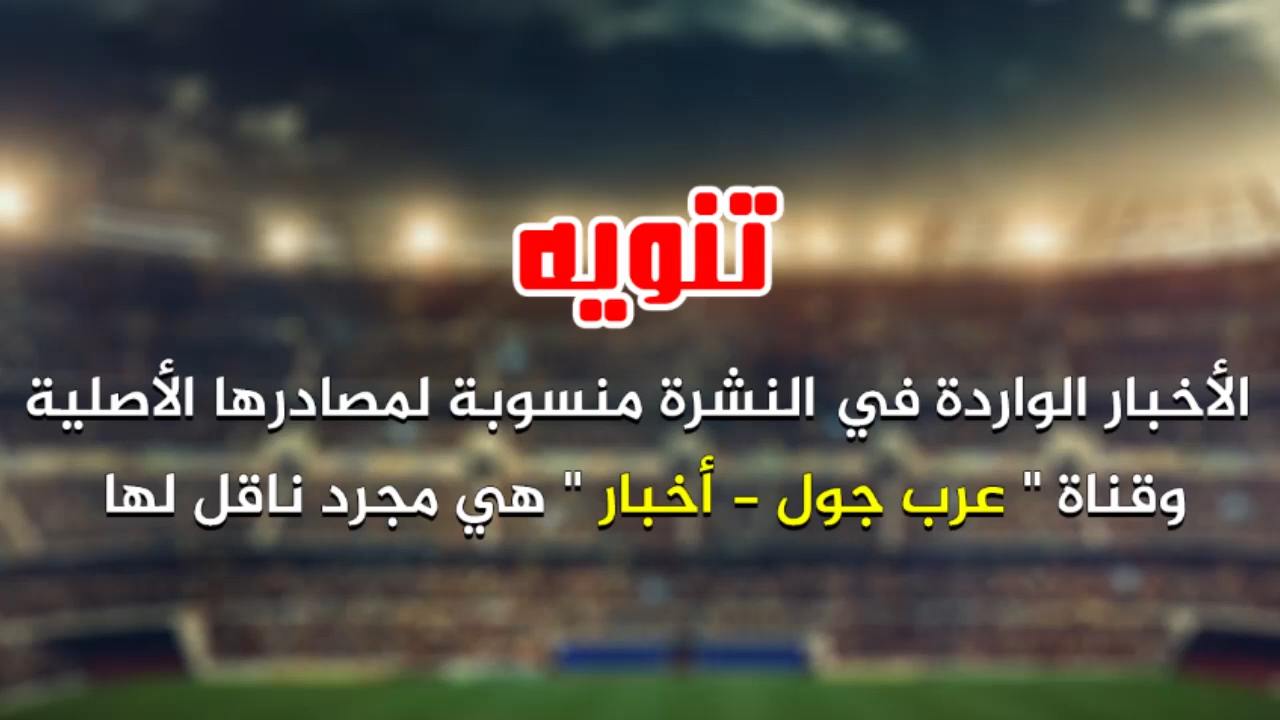 تنويه
الأخبار الواردة في النشرة منسوبة لمصادرها الأصلية
وقناة " عرب جول - أخبار " هي مجرد ناقل لها